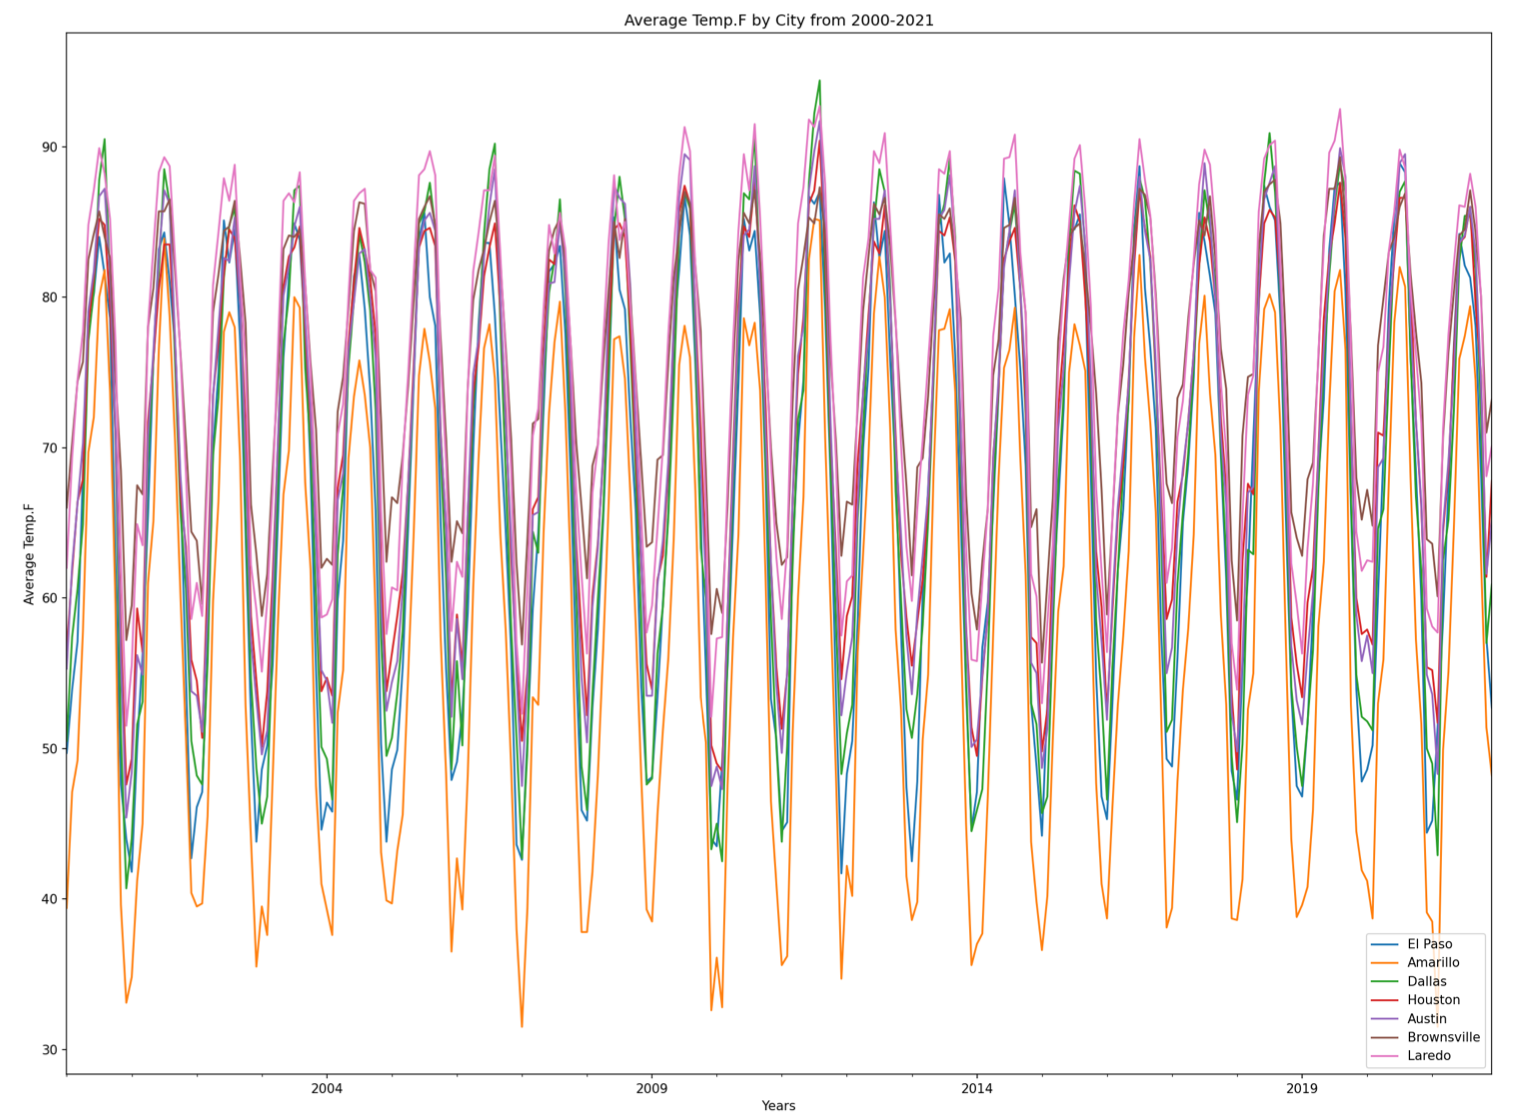 Average Temp.F by City from 2000-2021
Average Temp.F
90
80
70
60
50
40
30
2004
2009
2014
2019
Years
El Paso
Amarillo
Dallas
Houston
Austin
Brownsville
Laredo